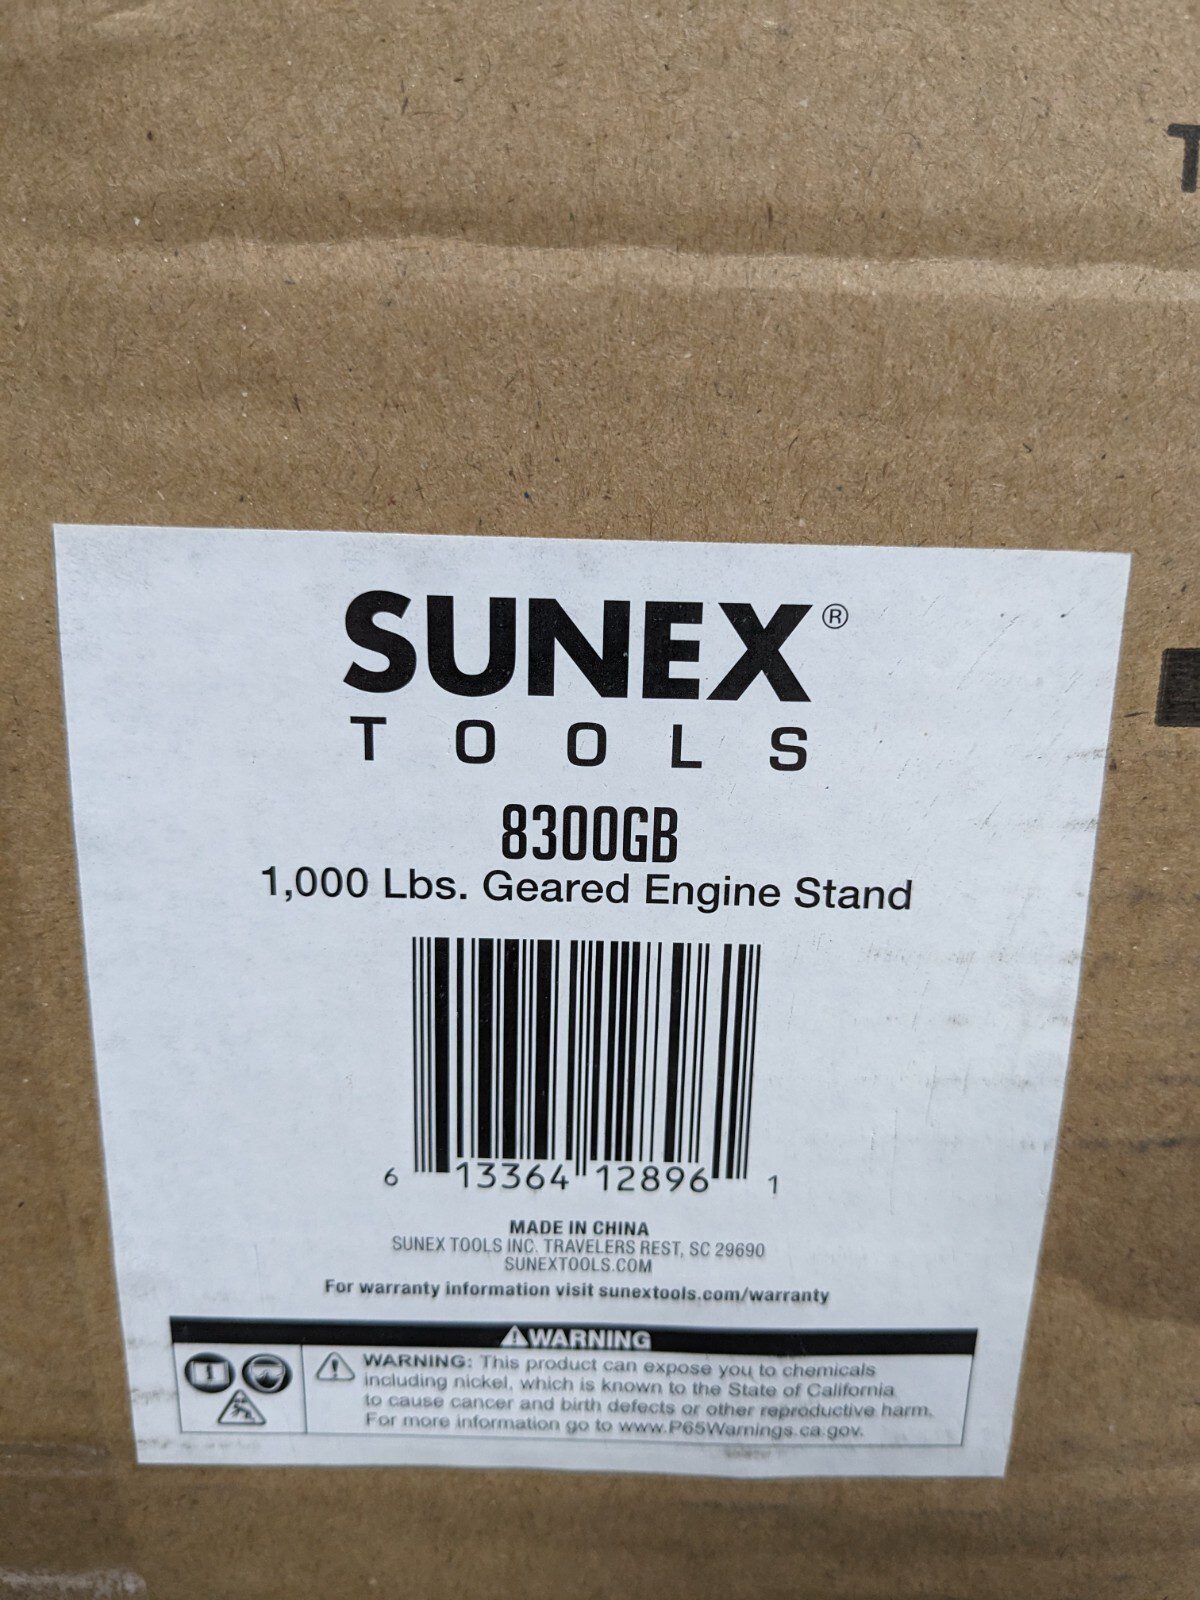 T
SUNEX®
TOOLS
8300GB
1,000 Lbs. Geared Engine Stand
6 13364 12896 1
MADE IN CHINA
SUNEX TOOLS INC. TRAVELERS REST, SC 29690
SUNEXTOOLS.COM
For warranty information visit sunextools.com/warranty
WARNING
WARNING: This product can expose you to chemicals
including nickel, which is known to the State of California
to cause cancer and birth defects or other reproductive harm.
For more information go to www.P65Warnings.ca.gov.